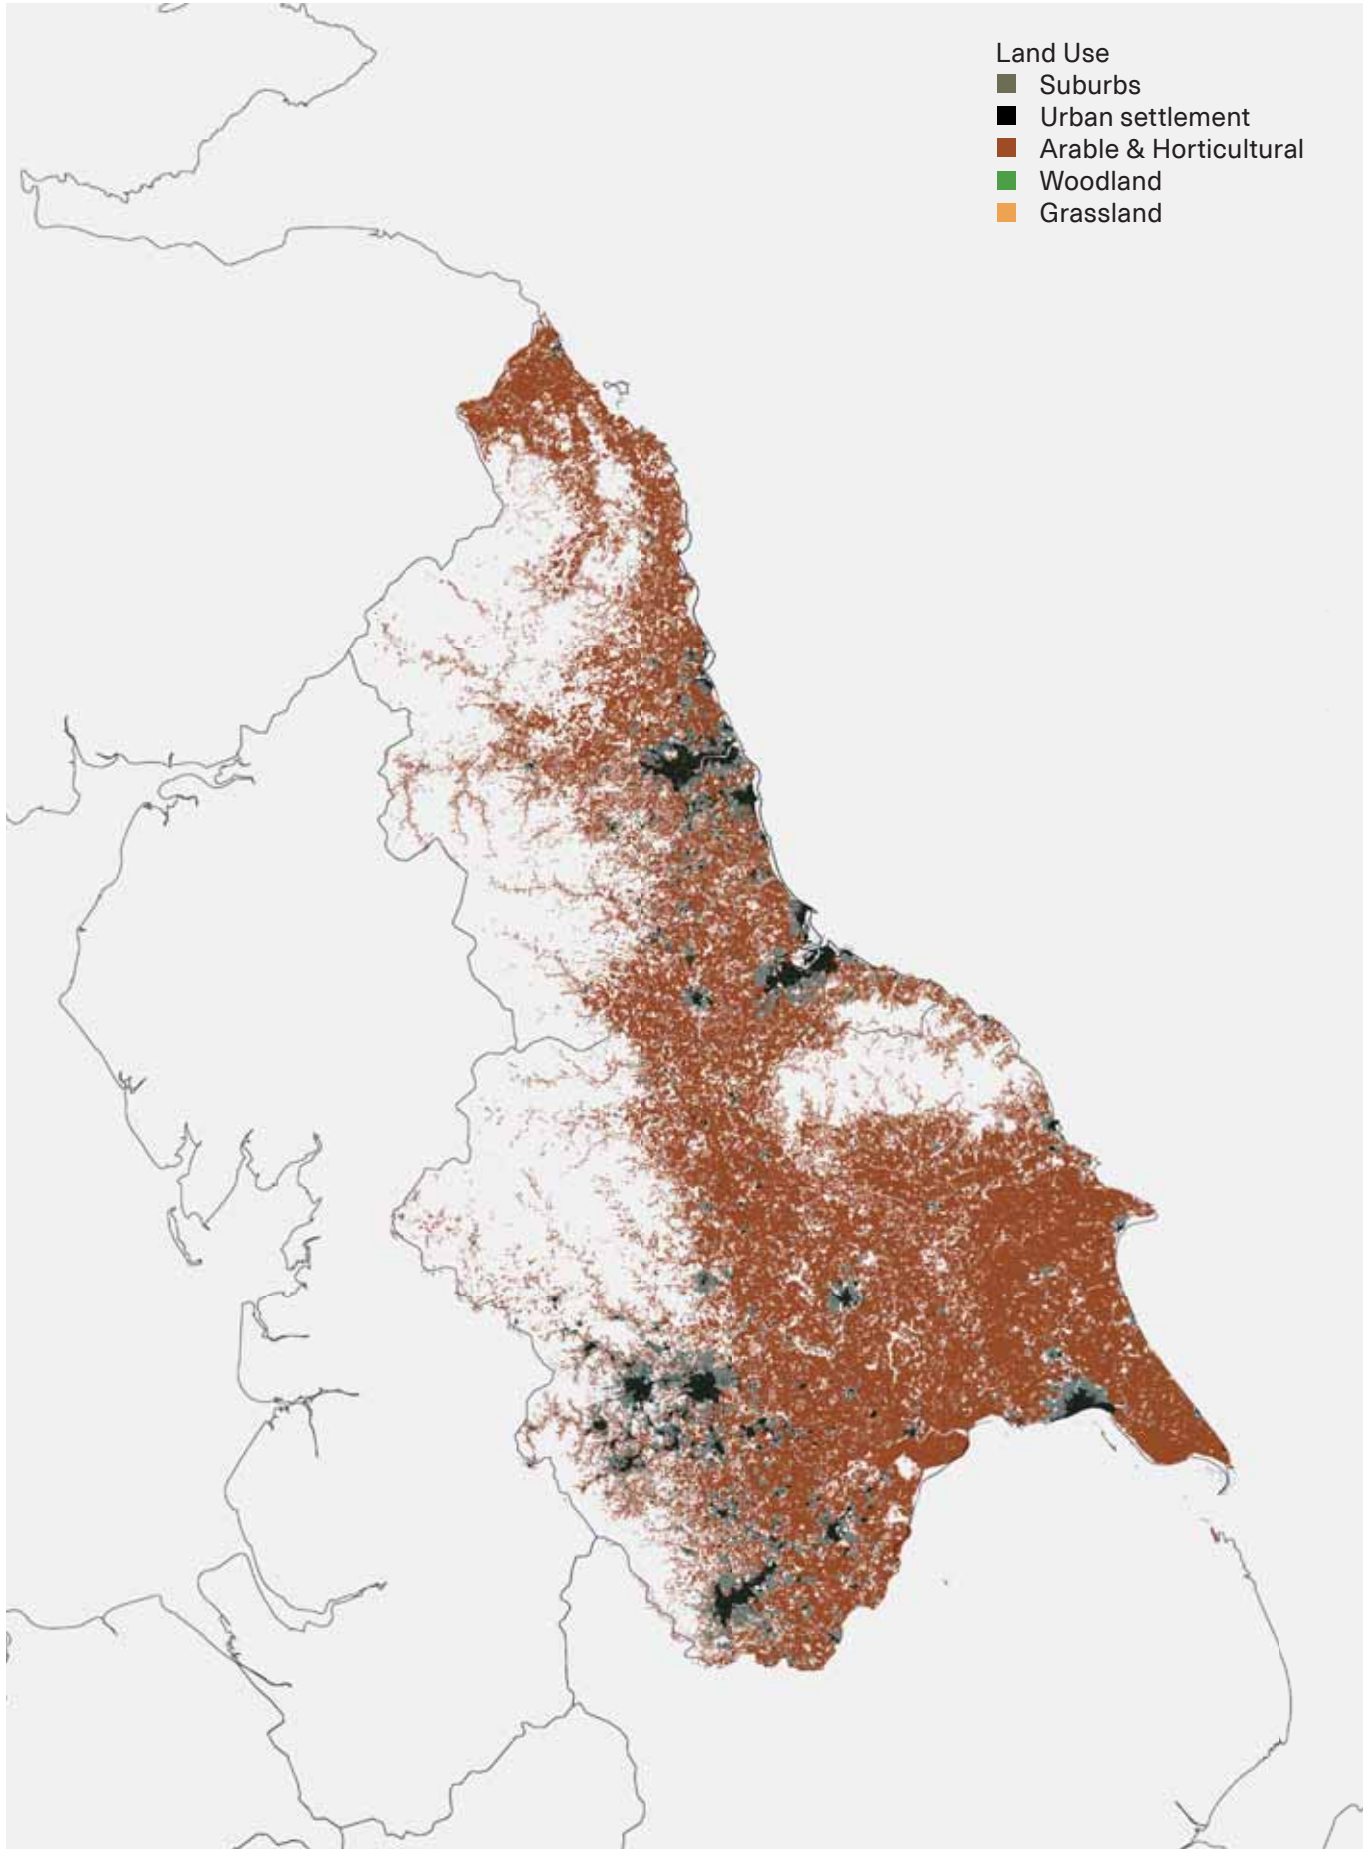 Land Use
Suburbs
Urban settlement
Arable & Horticultural
Woodland
Grassland